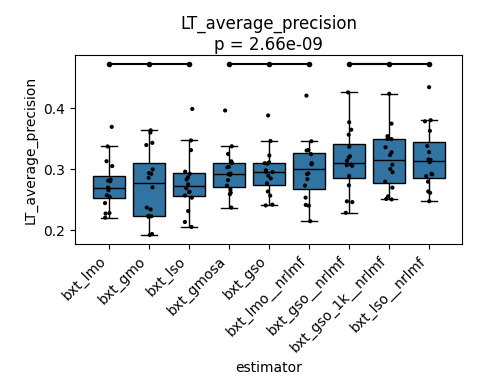 LT_average_precision
p = 2.66e-09
LT_average_precision
0.4
0.3
0.2
bxt_lmo
bxt_gmo
bxt_lso
bxt_gmosa
bxt_gso
bxt_lmo__nrlmf
bxt_gso__nrlmf
bxt_gso_1k__nrlmf
bxt_lso__nrlmf
estimator